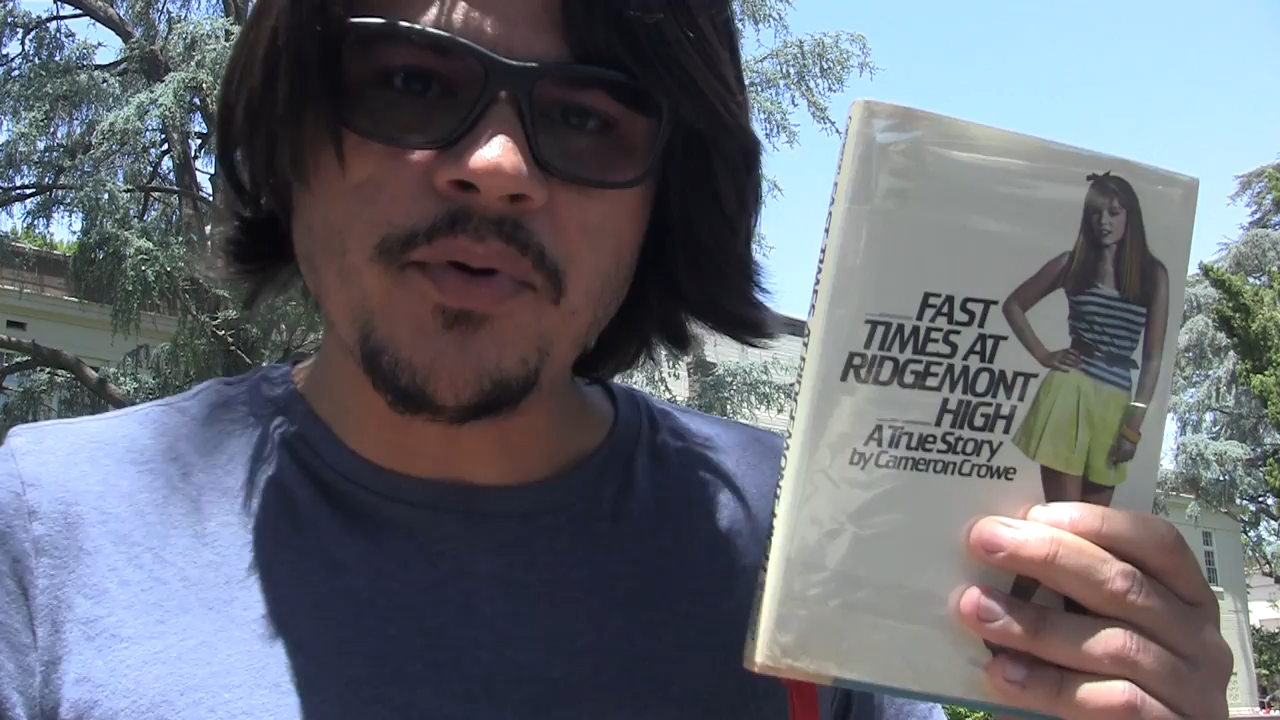 FAST
TIMES AT
RIDGEMONT
HIGH
A True Story
by Cameron Crowe